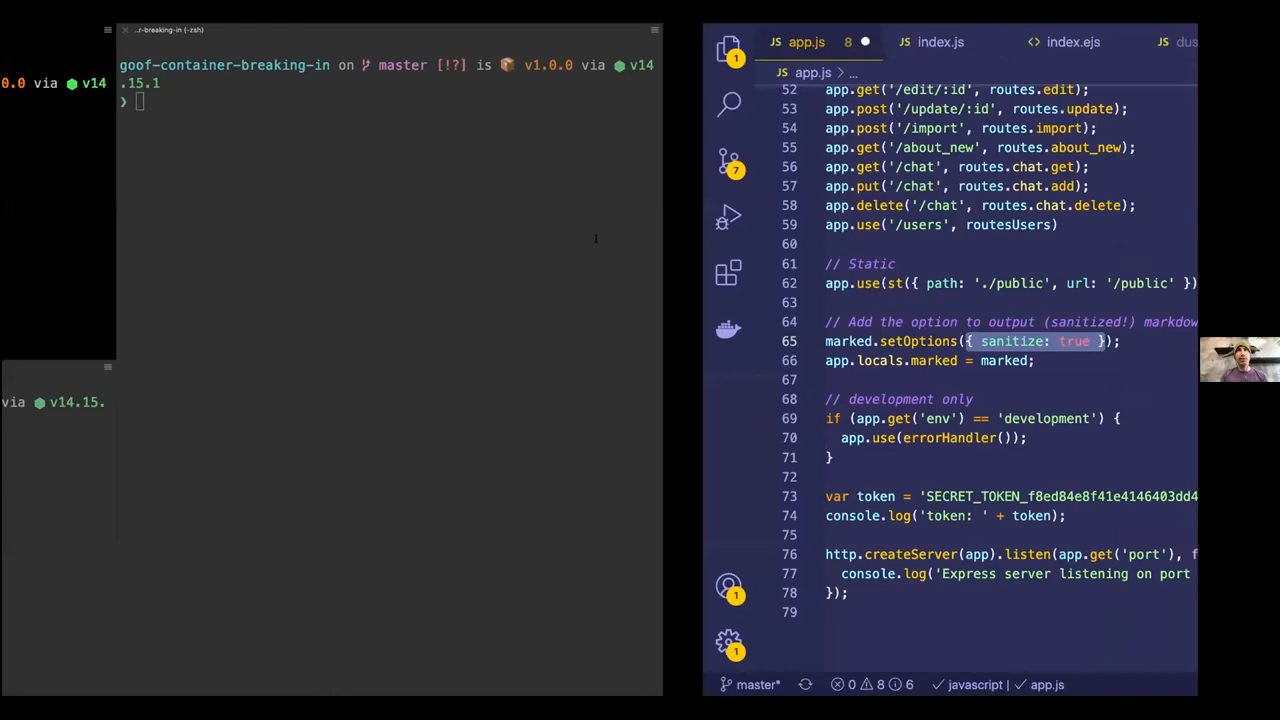 0.0 via v14
via v14.15.
..r-breaking-in (-zsh)
goof-container-breaking-in on master [!?] is v1.0.0 via v14
.15.1
❯
app.js 8
index.js
<> index.ejs
dus
app.js > ...
52 app.get('/edit/:id', routes.edit);
53 app.post('/update/:id', routes.update);
54 app.post('/import', routes.import);
55 app.get('/about_new', routes.about_new);
56 app.get('/chat', routes.chat.get);
57 app.put('/chat', routes.chat.add);
58 app.delete('/chat', routes.chat.delete);
59 app.use('/users', routesUsers)
60
61 // Static
62 app.use(st({ path: './public', url: '/public' })
63
64 // Add the option to output (sanitized!) markdow
65 marked.setOptions({ sanitize: true });
66 app.locals.marked = marked;
67
68 // development only
69 if (app.get('env') == 'development') {
70 app.use(errorHandler());
71 }
72
73 var token = 'SECRET_TOKEN_f8ed84e8f41e4146403dd4
74 console.log('token: ' + token);
75
76 http.createServer(app).listen(app.get('port'), f
77 console.log('Express server listening on port
78 });
79
1
7
1
1
master* 0 8 6 javascript | app.js